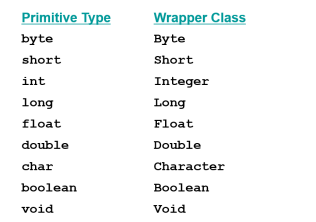 Primitive Type Wrapper Class
byte Byte
short Short
int Integer
long Long
float Float
double Double
char Character
boolean Boolean
void Void